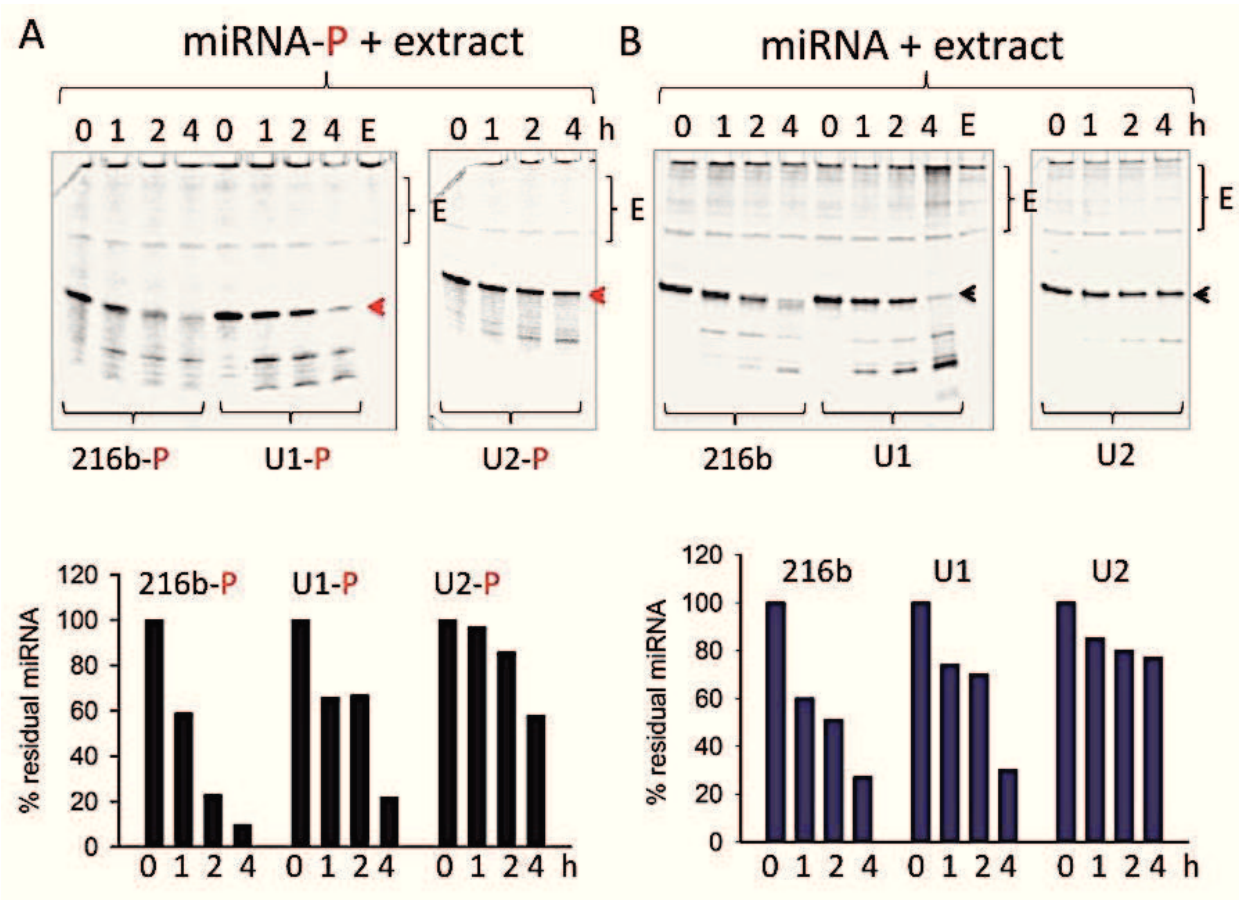 A
miRNA-P + extract
0 1 2 4 0 1 2 4 E
0 1 2 4 h
E
E
216b-P
U1-P
U2-P
B
miRNA + extract
0 1 2 4 0 1 2 4 E
0 1 2 4 h
E
E
216b
U1
U2
% residual miRNA
120
100
80
60
40
20
0
216b-P
U1-P
U2-P
0 1 2 4 0 1 2 4 0 1 2 4 h
% residual miRNA
120
100
80
60
40
20
0
216b
U1
U2
0 1 2 4 0 1 2 4 0 1 2 4 h